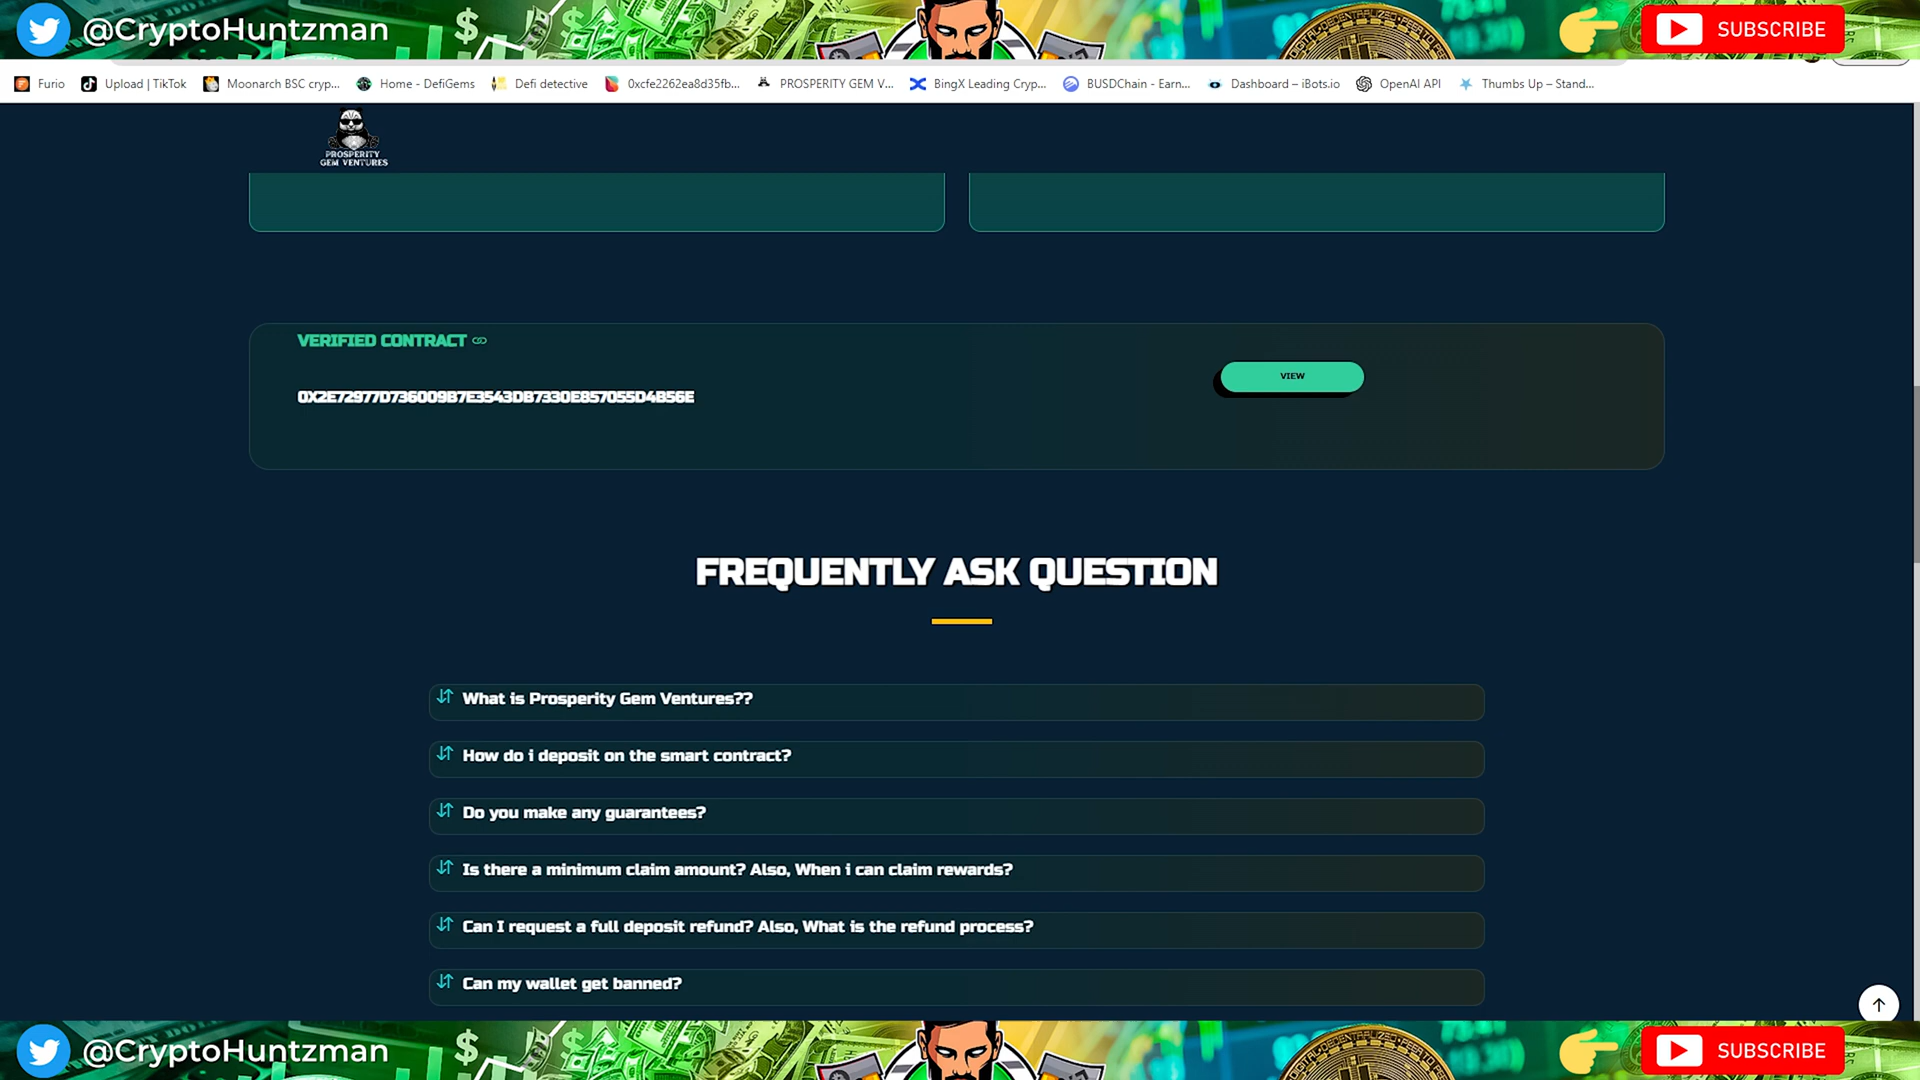 @CryptoHuntzman
SUBSCRIBE
Furio
Upload | TikTok
Moonarch BSC cryp...
Home - DefiGems
Defi detective
0xcfe2262ea8d35fb...
PROSPERITY GEM V...
BingX Leading Cryp...
BUSDChain - Earn...
Dashboard – iBots.io
OpenAI API
Thumbs Up – Stand...
PROSPERITY
GEM VENTURES
VERIFIED CONTRACT
0X2E72977D736009B7E3543DB7330E857055D4B56E
VIEW
FREQUENTLY ASK QUESTION
What is Prosperity Gem Ventures??
How do i deposit on the smart contract?
Do you make any guarantees?
Is there a minimum claim amount? Also, When i can claim rewards?
Can I request a full deposit refund? Also, What is the refund process?
Can my wallet get banned?
@CryptoHuntzman
SUBSCRIBE